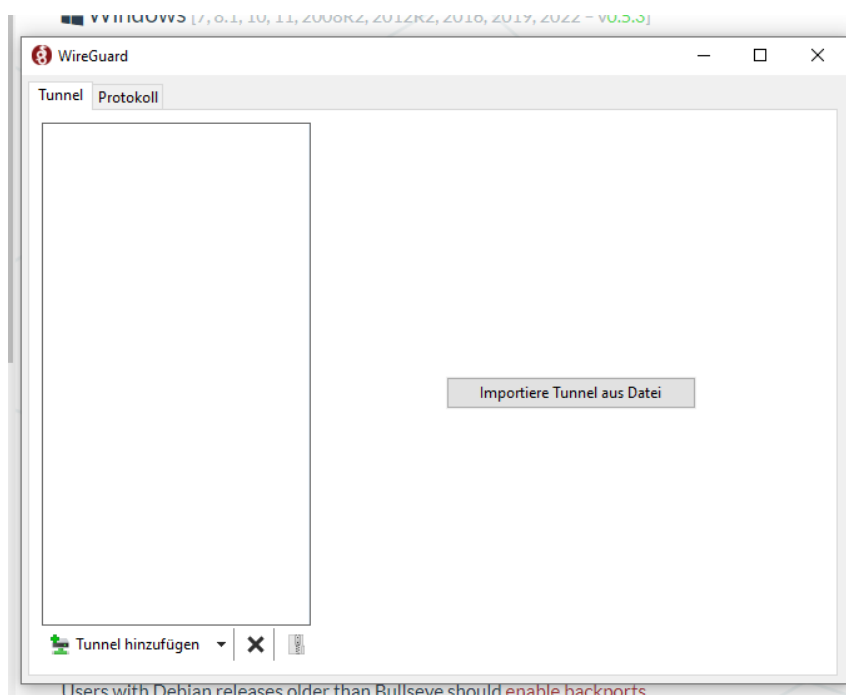 Windows [7, 8.1, 10, 11, 2008R2, 2012R2, 2016, 2019, 2022 – v0.5.3]
WireGuard
Tunnel Protokoll
Importiere Tunnel aus Datei
Tunnel hinzufügen
Users with Debian releases older than Bullseye should enable backports